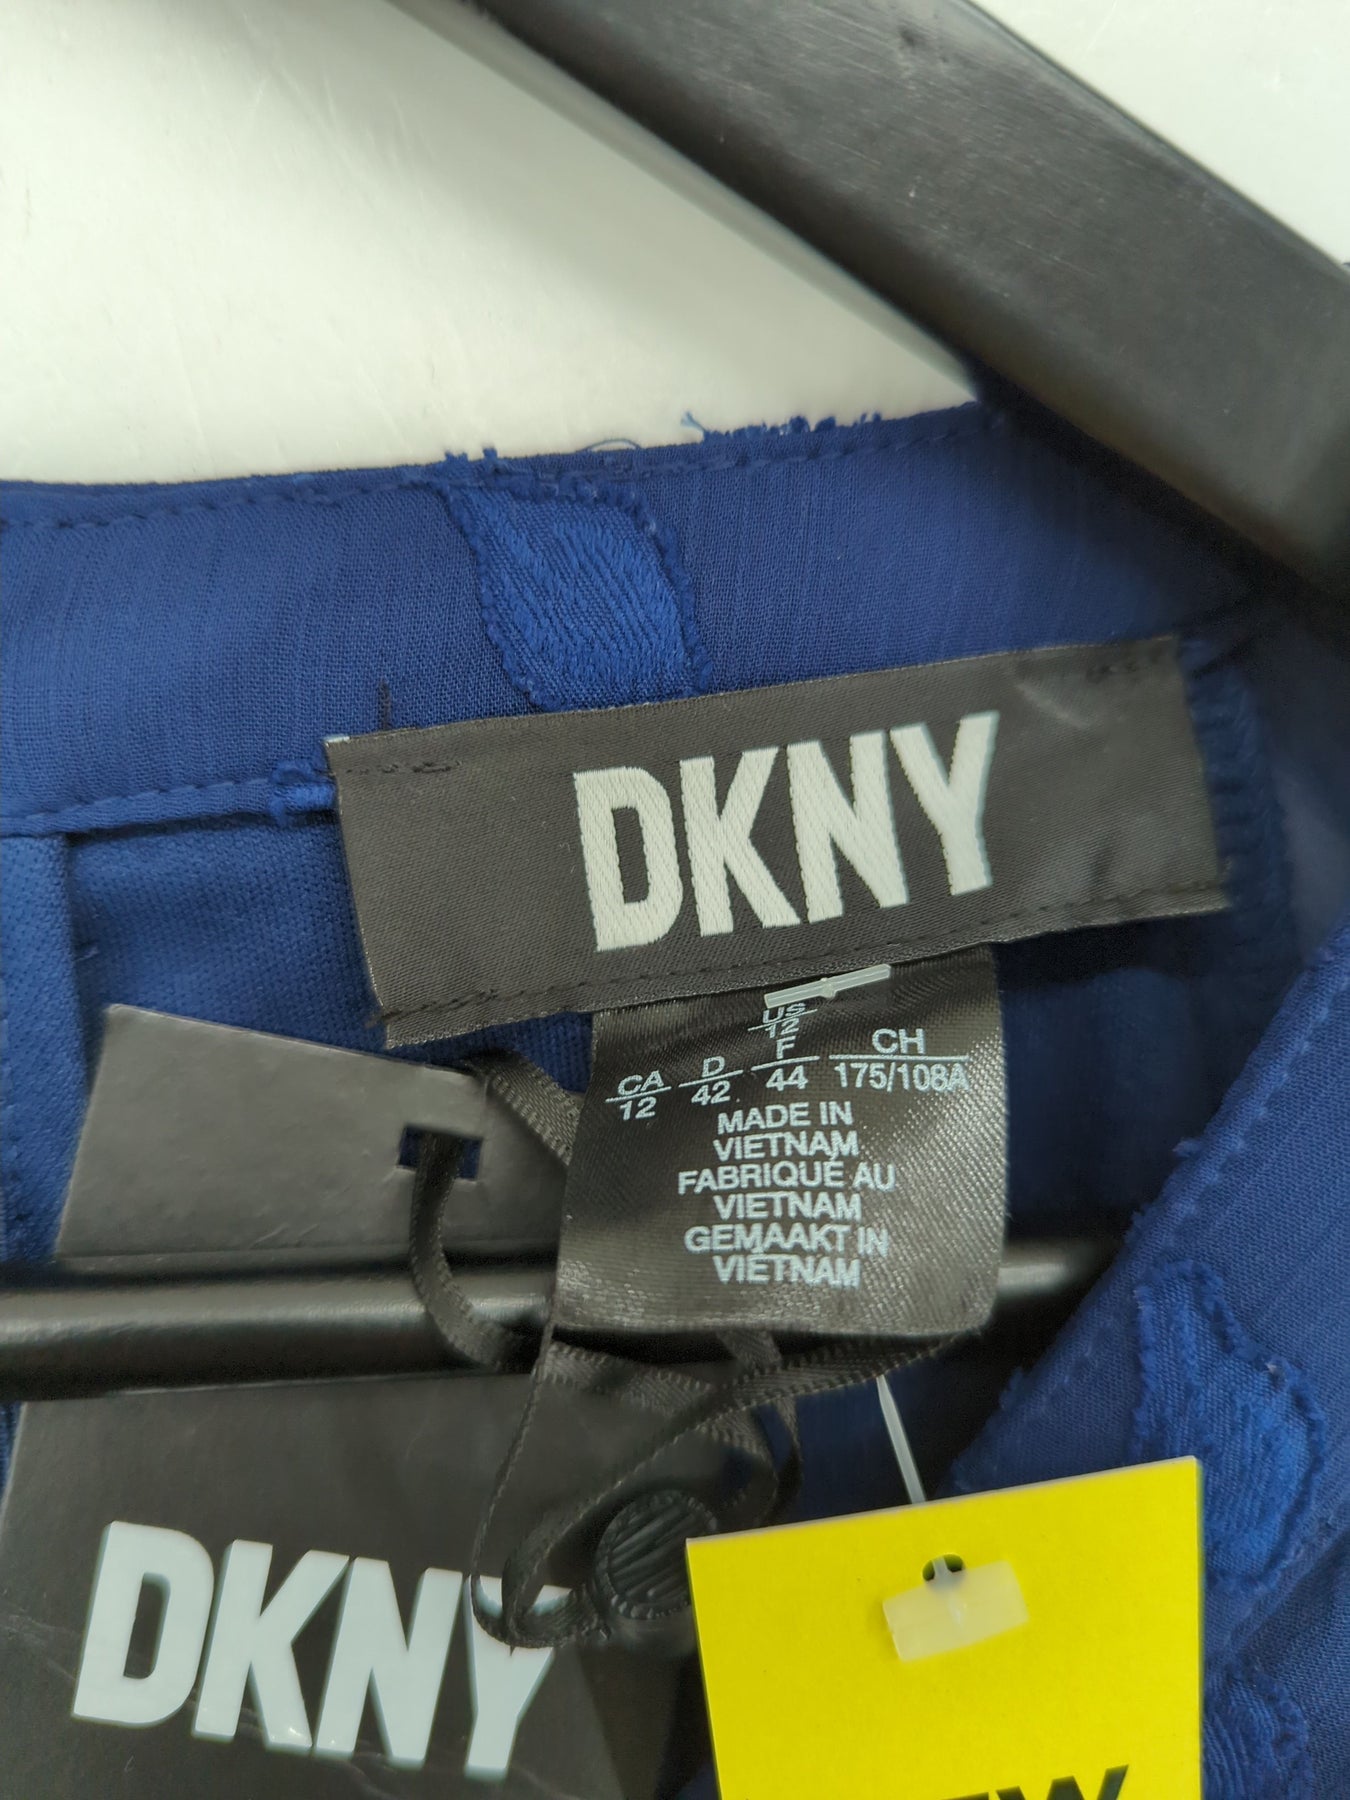 DKNY
US
12
CA D F CH
12 42 44 175/108A
MADE IN
VIETNAM
FABRIQUÉ AU
VIETNAM
GEMAAKT IN
VIETNAM
DKNY